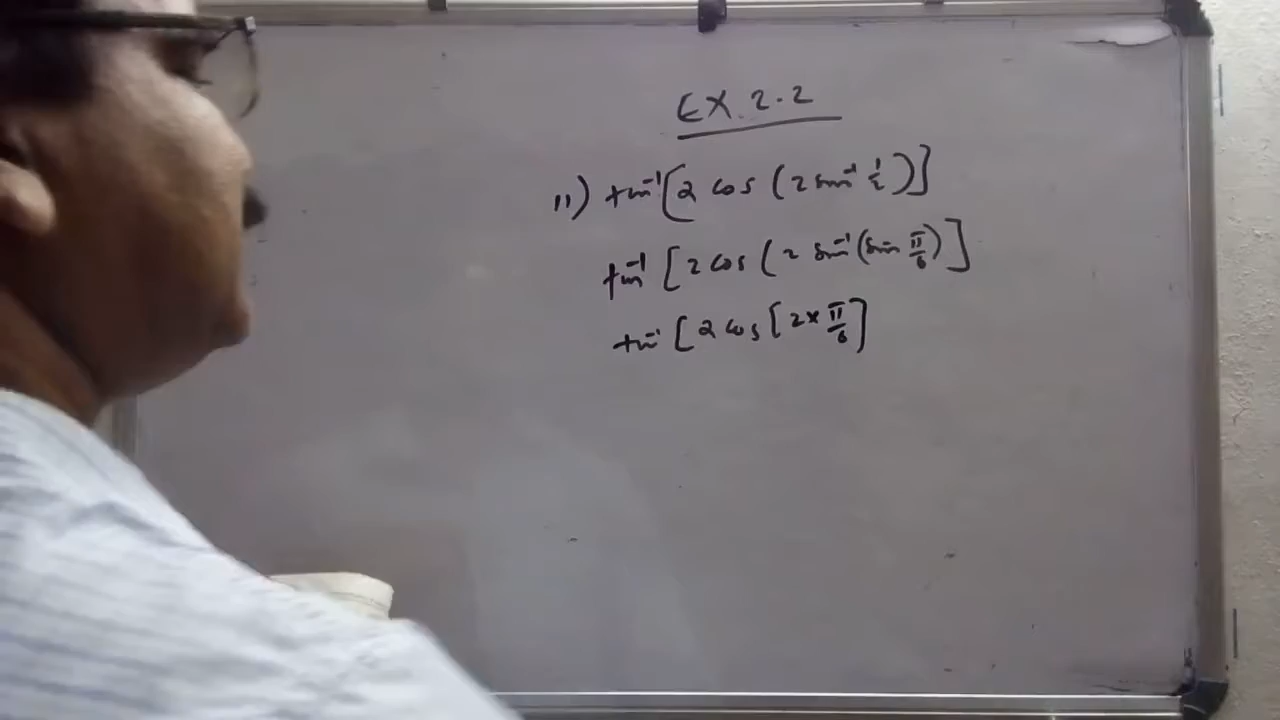 EX 2.2
11) tan⁻¹[2 cos (2 sin⁻¹ 1/2)]
tan⁻¹ [2 cos (2 sin⁻¹(sin π/6)]
tan⁻¹ [2 cos [2 × π/6]